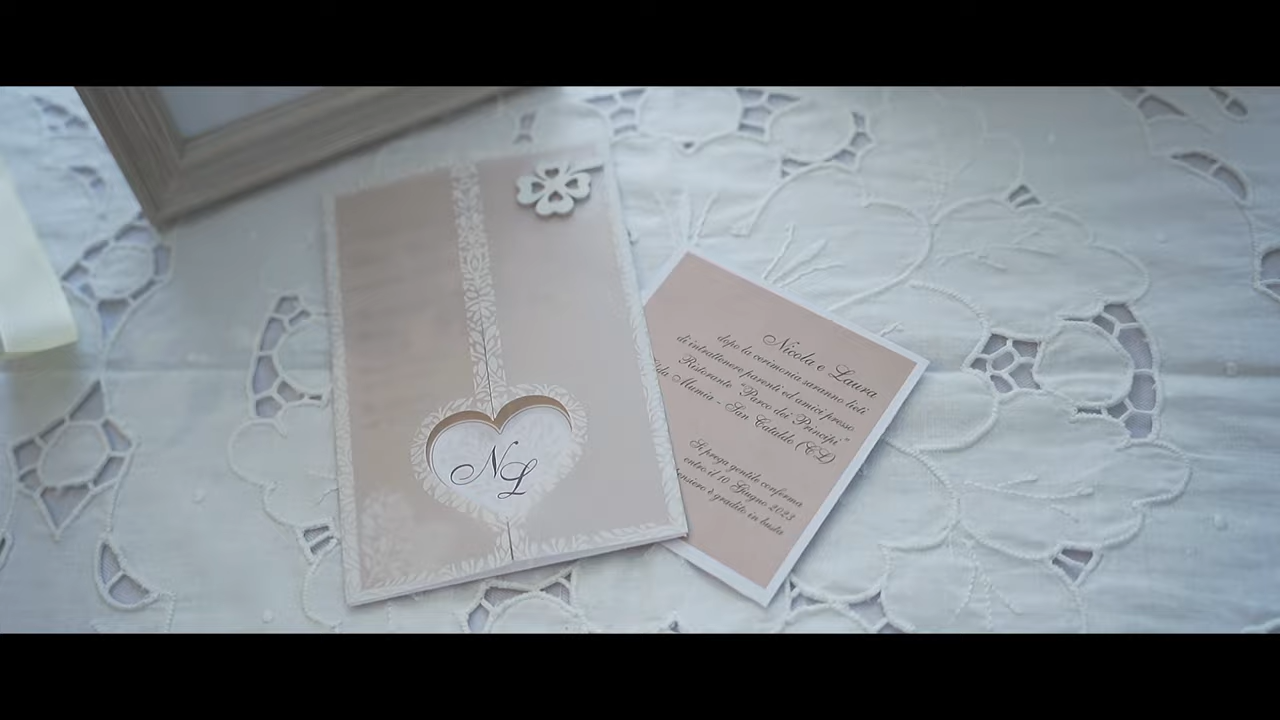 NL
Nicola e Laura
dopo la cerimonia saranno lieti
di intrattenere parenti ed amici presso
Ristorante "Parco dei Principi"
Mumia - San Cataldo (CL)
Si prega gentile conferma
entro il 10 Giugno 2023
è gradito in busta